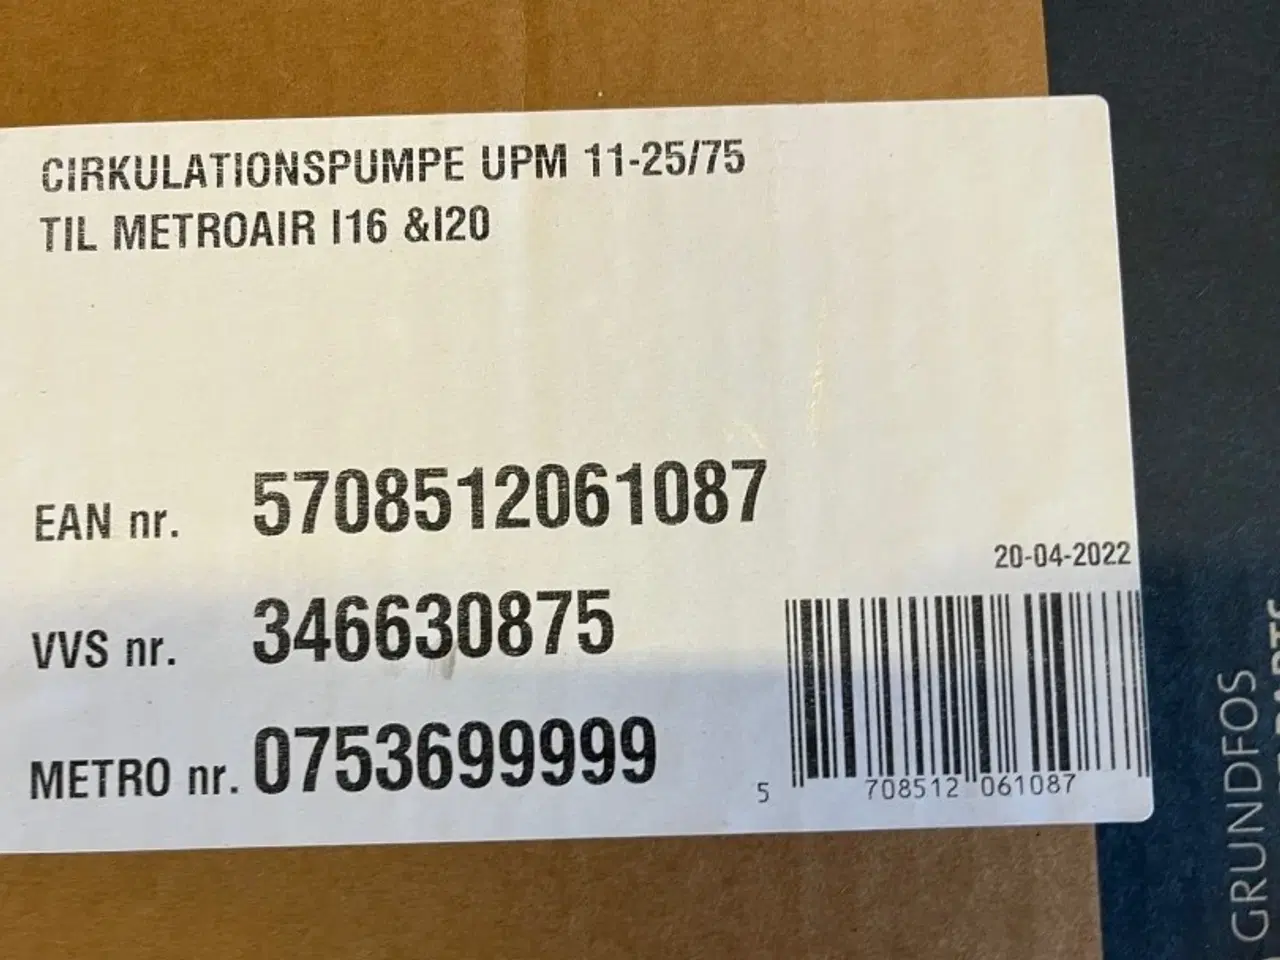 CIRKULATIONSPUMPE UPM 11-25/75
TIL METROAIR I16 &I20
EAN nr. 5708512061087
20-04-2022
VVS nr. 346630875
METRO nr. 0753699999
5 708512 061087
GRUNDFOS